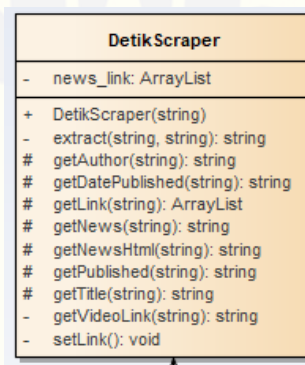 DetikScraper
- news_link: ArrayList
+ DetikScraper(string)
- extract(string, string): string
# getAuthor(string): string
# getDatePublished(string): string
# getLink(string): ArrayList
# getNews(string): string
# getNewsHtml(string): string
# getPublished(string): string
# getTitle(string): string
- getVideoLink(string): string
- setLink(): void